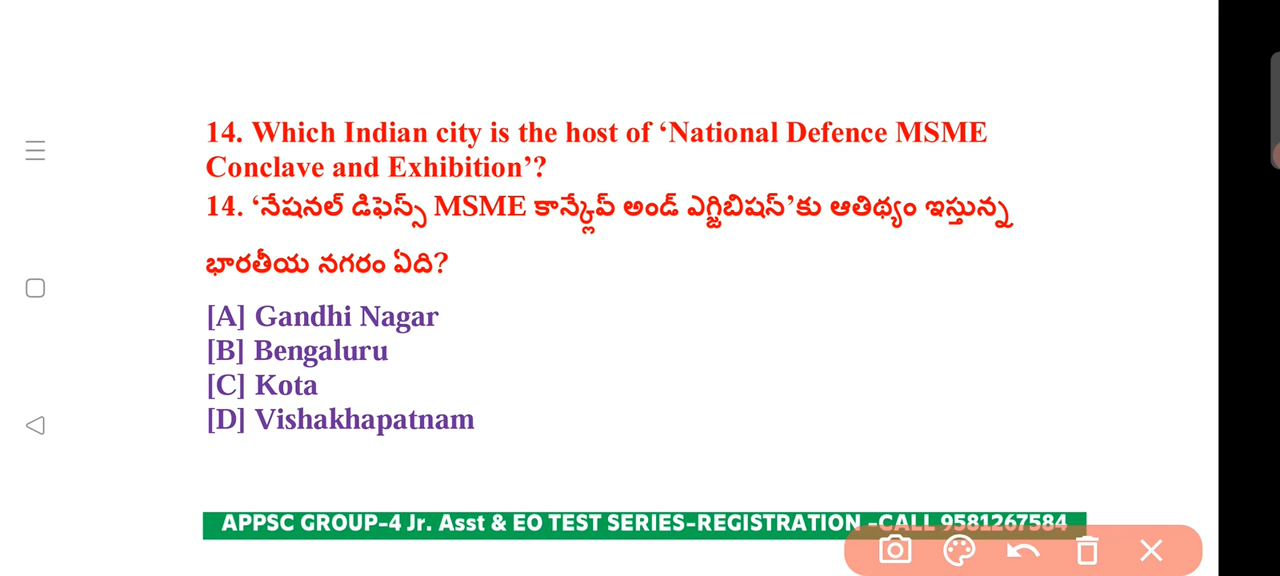 14. Which Indian city is the host of ‘National Defence MSME
Conclave and Exhibition’?
14. ‘నేషనల్ డిఫెన్స్ MSME కాన్క్లేవ్ అండ్ ఎగ్జిబిషన్’కు ఆతిథ్యం ఇస్తున్న
భారతీయ నగరం ఏది?
[A] Gandhi Nagar
[B] Bengaluru
[C] Kota
[D] Vishakhapatnam
APPSC GROUP-4 Jr. Asst & EO TEST SERIES-REGISTRATION -CALL 9581267584